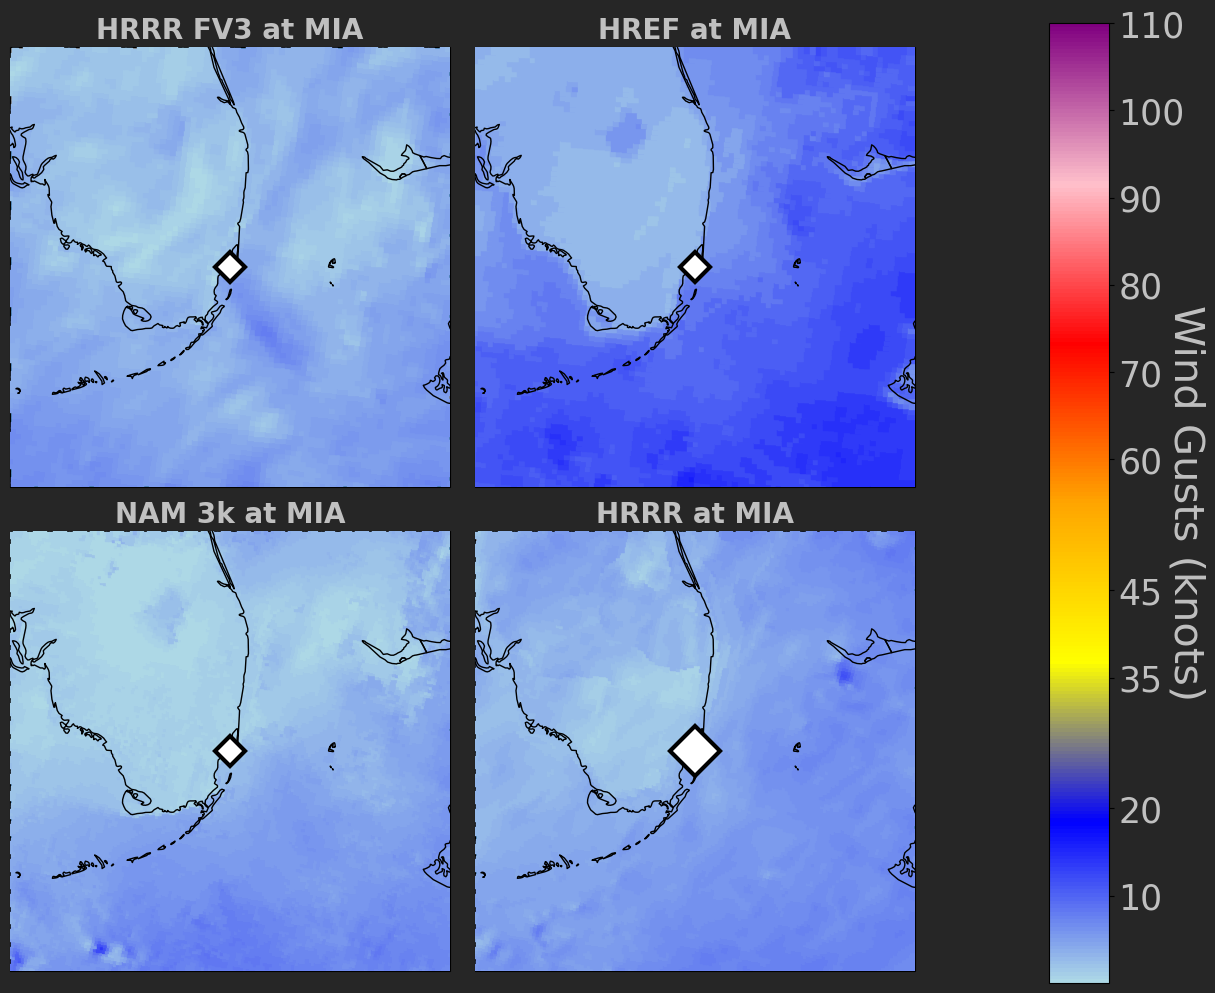 HRRR FV3 at MIA
HREF at MIA
NAM 3k at MIA
HRRR at MIA
110
100
90
80
70
60
45
35
20
10
Wind Gusts (knots)